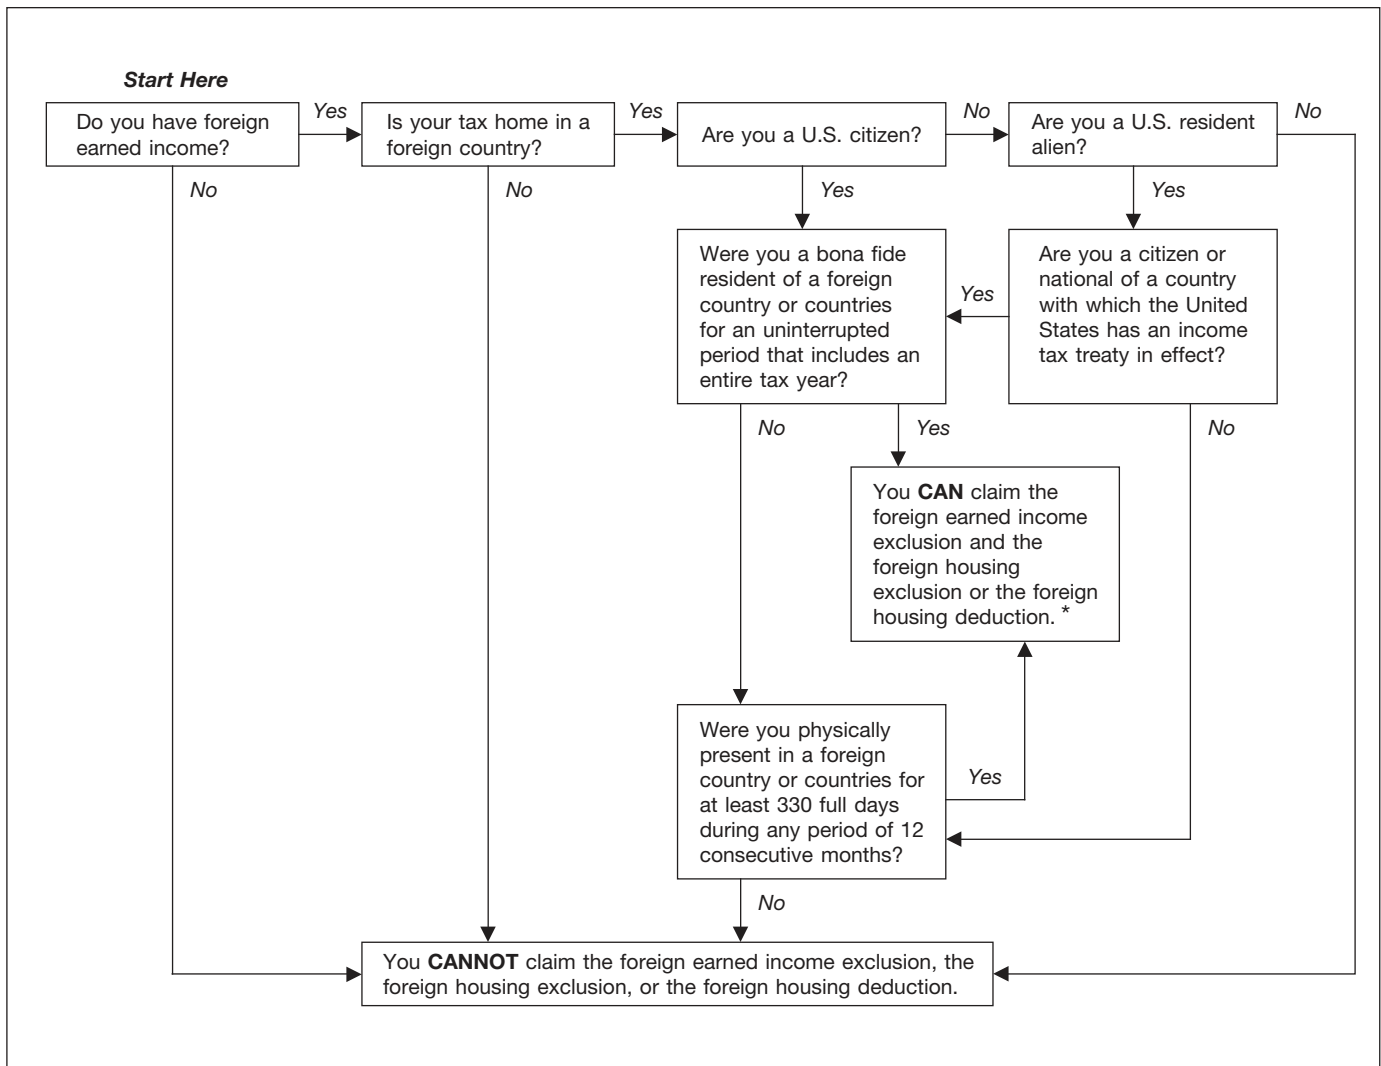 Start Here
Do you have foreign
earned income?
Yes
Is your tax home in a
foreign country?
Yes
Are you a U.S. citizen?
No
Are you a U.S. resident
alien?
No
No
No
Yes
Yes
Were you a bona fide
resident of a foreign
country or countries
for an uninterrupted
period that includes an
entire tax year?
Yes
Are you a citizen or
national of a country
with which the United
States has an income
tax treaty in effect?
No
Yes
No
You CAN claim the
foreign earned income
exclusion and the
foreign housing
exclusion or the foreign
housing deduction. *
Were you physically
present in a foreign
country or countries for
at least 330 full days
during any period of 12
consecutive months?
Yes
No
You CANNOT claim the foreign earned income exclusion, the
foreign housing exclusion, or the foreign housing deduction.